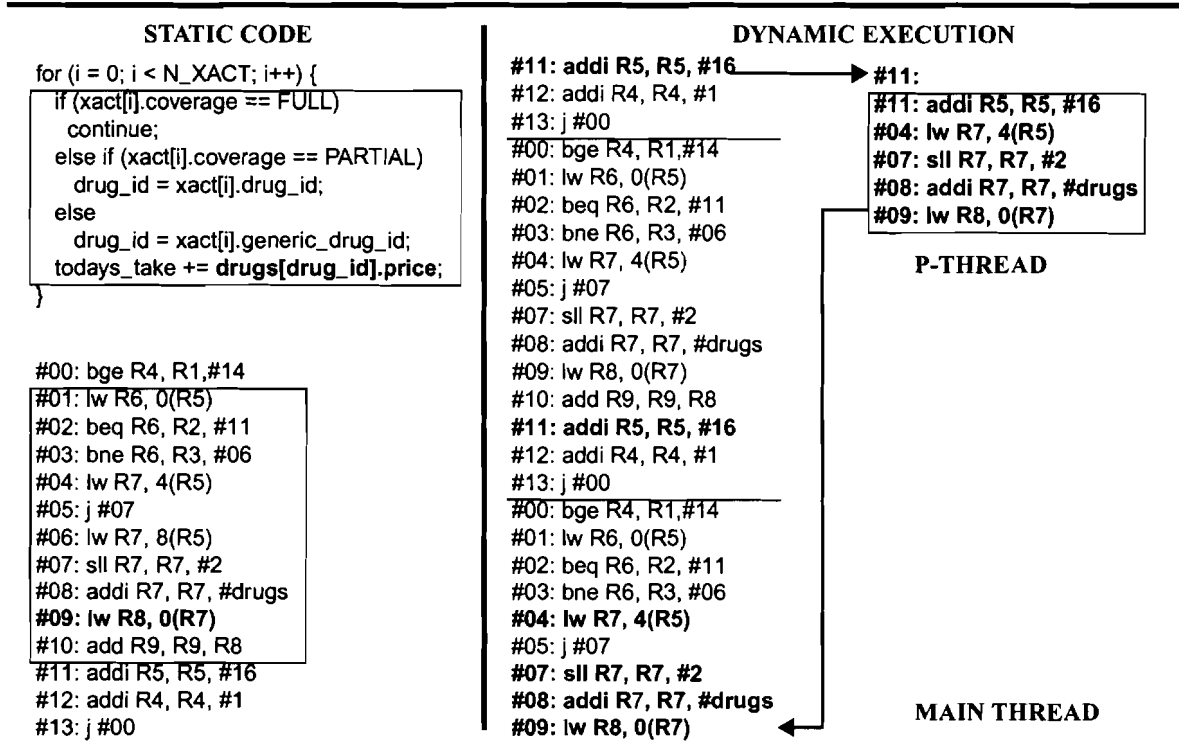 STATIC CODE
for (i = 0; i < N_XACT; i++) {
if (xact[i].coverage == FULL)
continue;
else if (xact[i].coverage == PARTIAL)
drug_id = xact[i].drug_id;
else
drug_id = xact[i].generic_drug_id;
todays_take += drugs[drug_id].price;
}
#00: bge R4, R1,#14
#01: lw R6, 0(R5)
#02: beq R6, R2, #11
#03: bne R6, R3, #06
#04: lw R7, 4(R5)
#05: j #07
#06: lw R7, 8(R5)
#07: sll R7, R7, #2
#08: addi R7, R7, #drugs
#09: lw R8, 0(R7)
#10: add R9, R9, R8
#11: addi R5, R5, #16
#12: addi R4, R4, #1
#13: j #00
DYNAMIC EXECUTION
#11: addi R5, R5, #16
#12: addi R4, R4, #1
#13: j #00
#00: bge R4, R1,#14
#01: lw R6, 0(R5)
#02: beq R6, R2, #11
#03: bne R6, R3, #06
#04: lw R7, 4(R5)
#05: j #07
#07: sll R7, R7, #2
#08: addi R7, R7, #drugs
#09: lw R8, 0(R7)
#10: add R9, R9, R8
#11: addi R5, R5, #16
#12: addi R4, R4, #1
#13: j #00
#00: bge R4, R1,#14
#01: lw R6, 0(R5)
#02: beq R6, R2, #11
#03: bne R6, R3, #06
#04: lw R7, 4(R5)
#05: j #07
#07: sll R7, R7, #2
#08: addi R7, R7, #drugs
#09: lw R8, 0(R7)
#11:
#11: addi R5, R5, #16
#04: lw R7, 4(R5)
#07: sll R7, R7, #2
#08: addi R7, R7, #drugs
#09: lw R8, 0(R7)
P-THREAD
MAIN THREAD